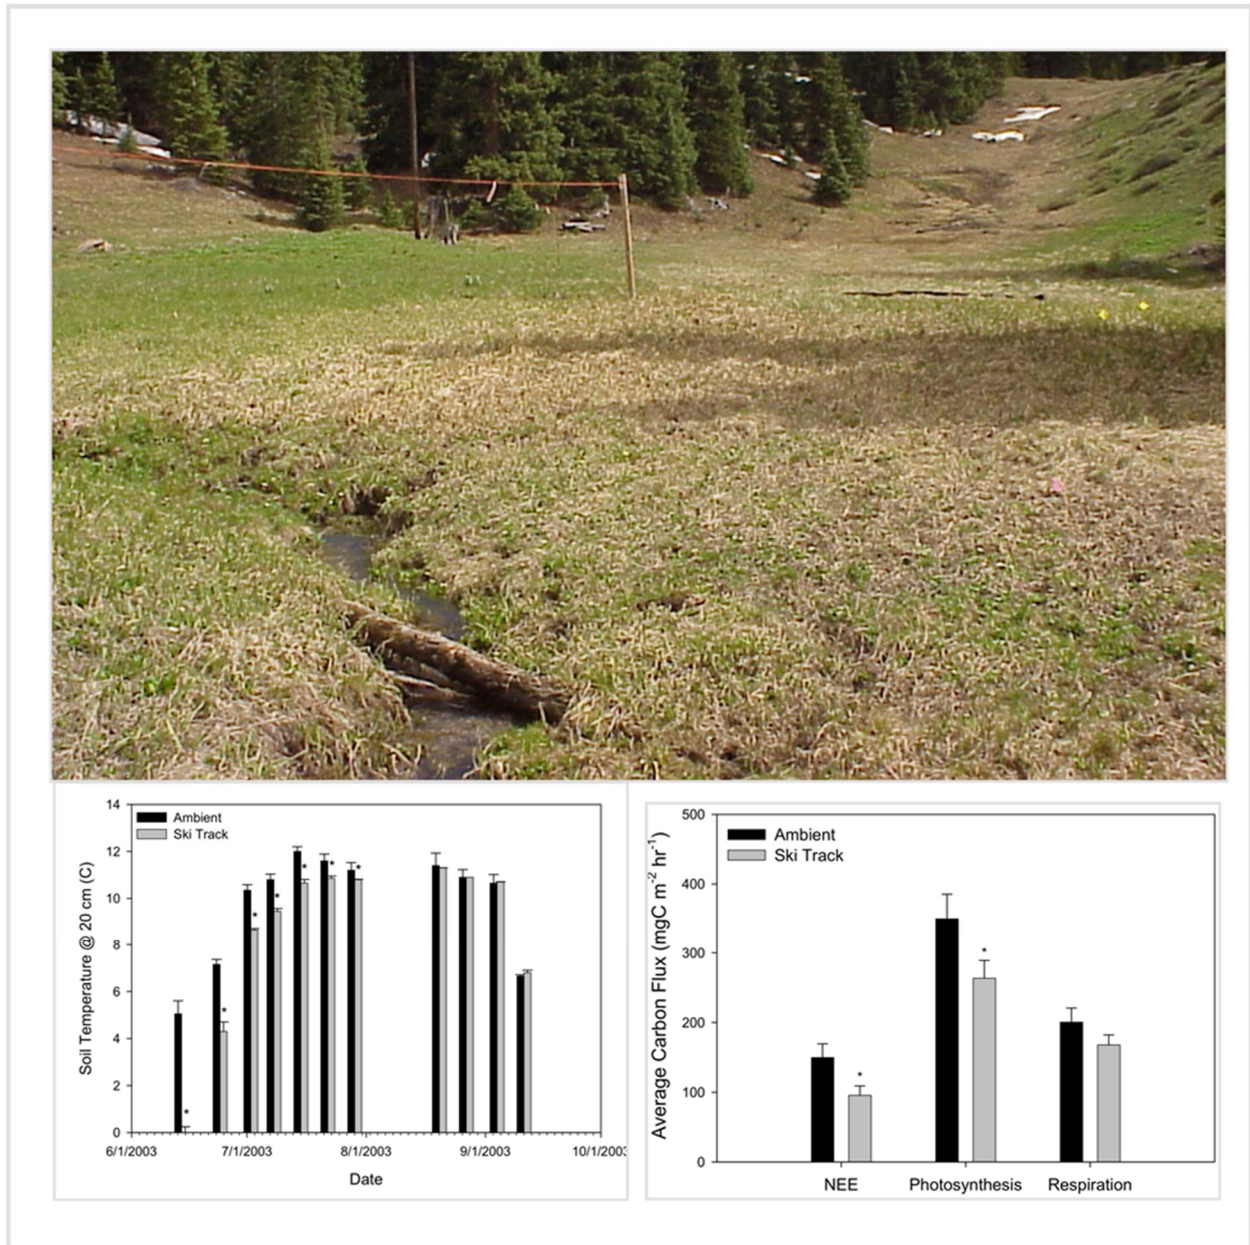 14
12
10
8
6
4
2
0
Soil Temperature @ 20 cm (C)
Ambient
Ski Track
*
*
*
*
*
*
*
6/1/2003 7/1/2003 8/1/2003 9/1/2003 10/1/2003
Date
500
400
300
200
100
0
Average Carbon Flux (mgC m-2 hr-1)
Ambient
Ski Track
*
*
NEE Photosynthesis Respiration